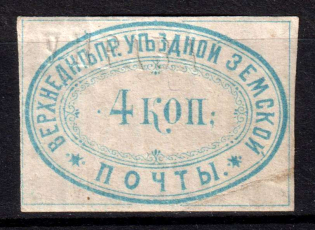 ВЕРХНЕДНѢПР. УѢЗДНОЙ ЗЕМСКОЙ
4 КОП:
* ПОЧТЫ. *